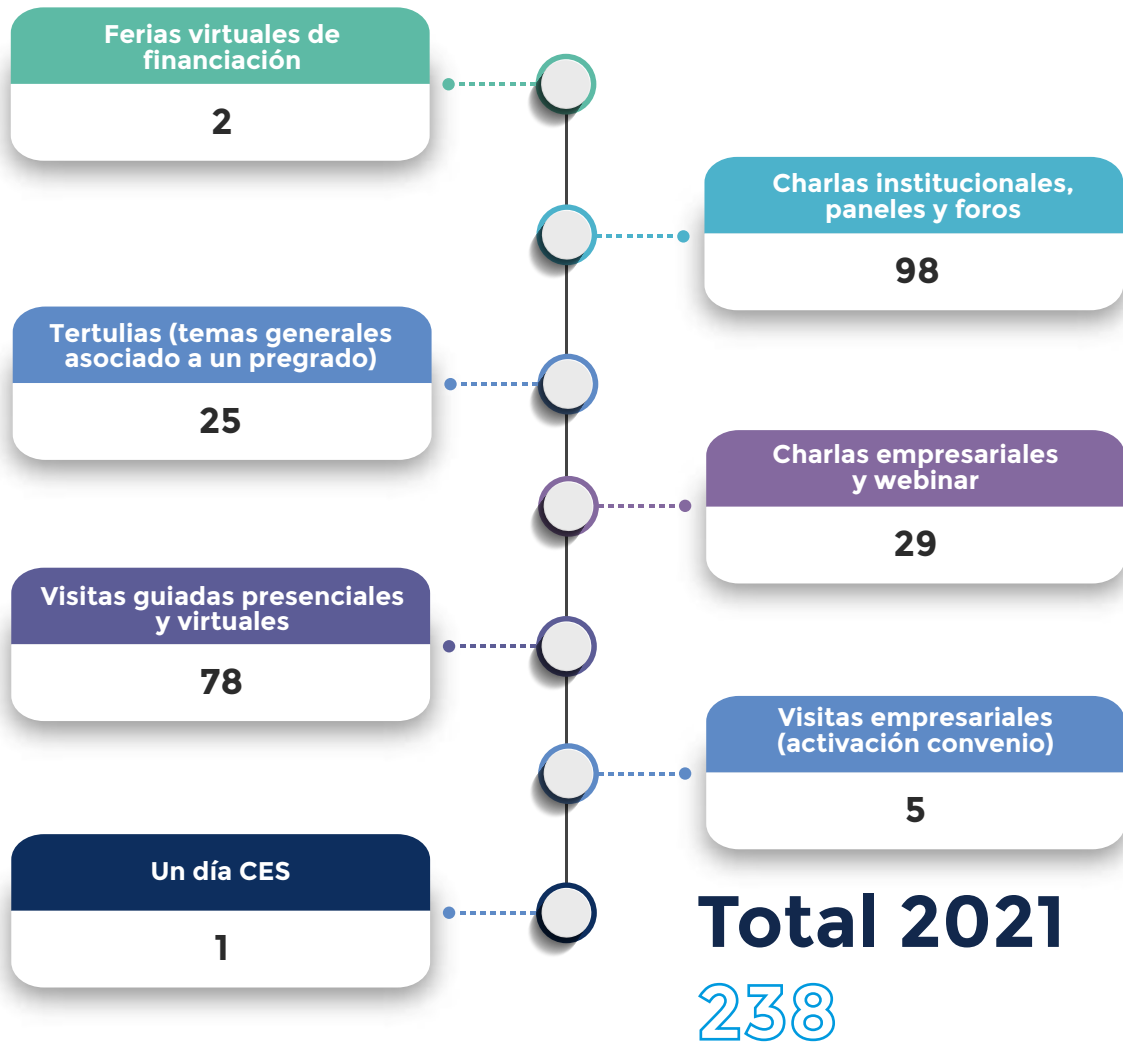 Ferias virtuales de
financiación
2
Charlas institucionales,
paneles y foros
98
Tertulias (temas generales
asociado a un pregrado)
25
Charlas empresariales
y webinar
29
Visitas guiadas presenciales
y virtuales
78
Visitas empresariales
(activación convenio)
5
Un día CES
1
Total 2021
238